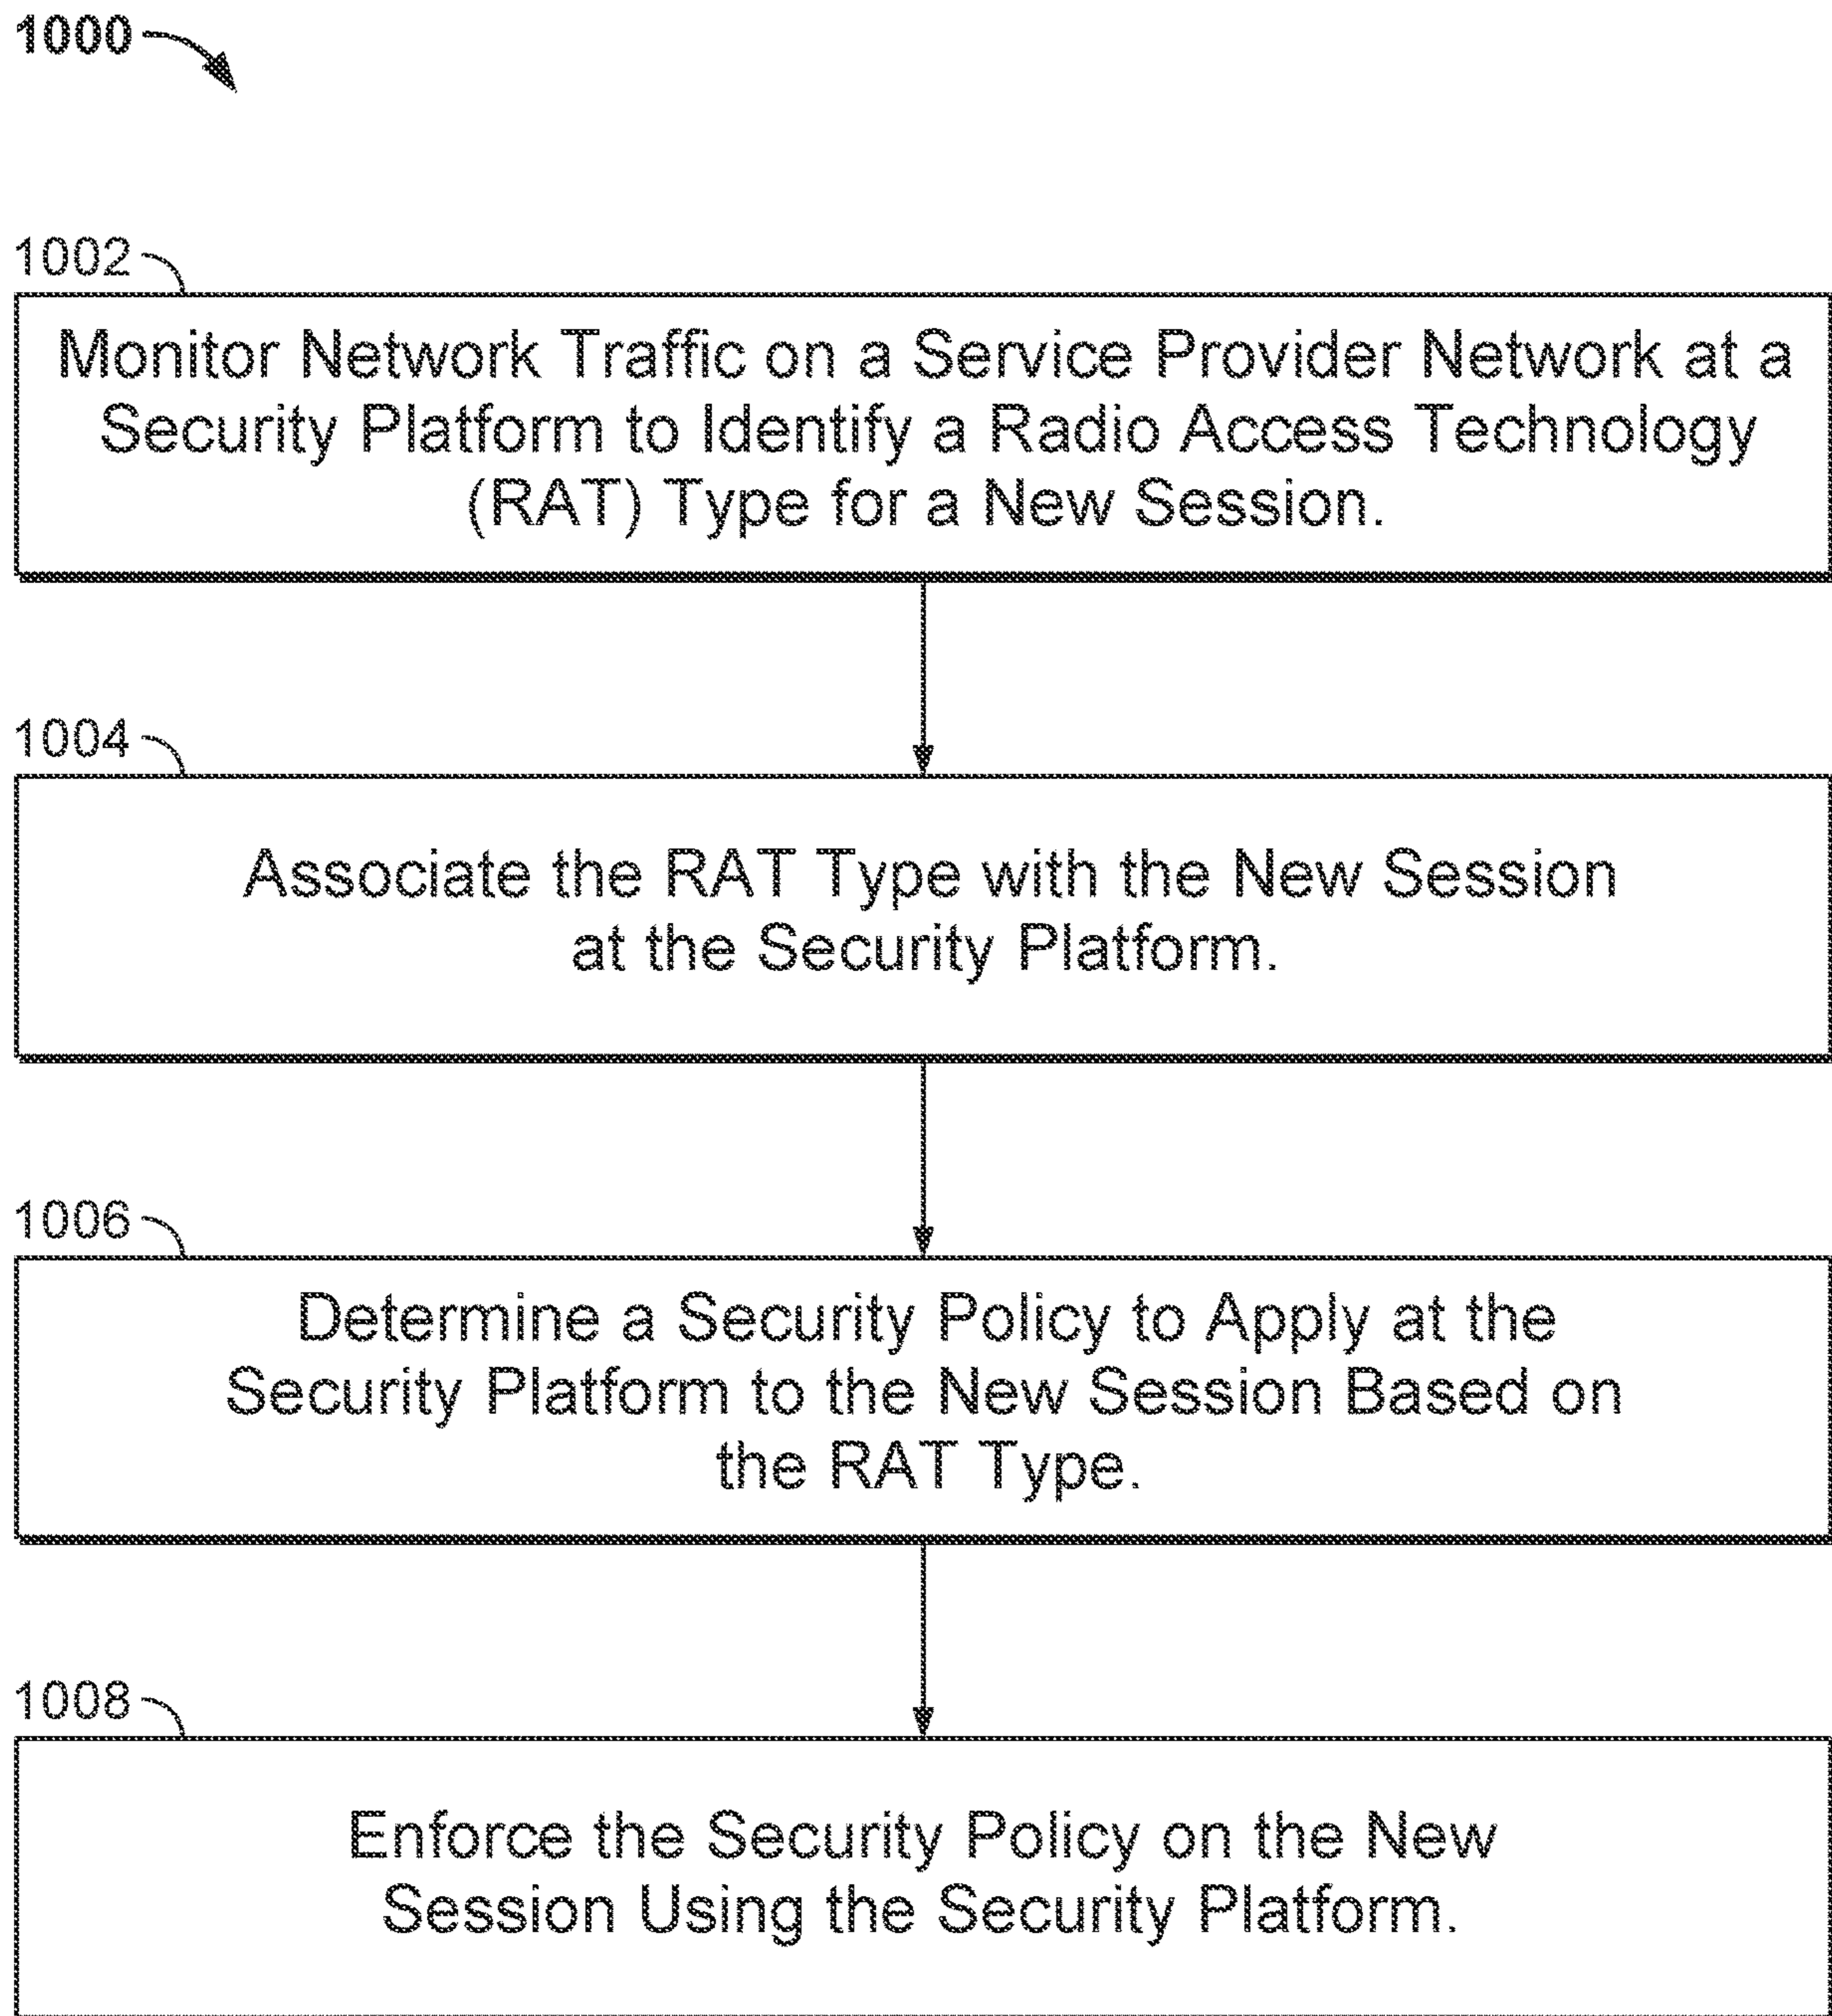 1000
1002
Monitor Network Traffic on a Service Provider Network at a
Security Platform to Identify a Radio Access Technology
(RAT) Type for a New Session.
1004
Associate the RAT Type with the New Session
at the Security Platform.
1006
Determine a Security Policy to Apply at the
Security Platform to the New Session Based on
the RAT Type.
1008
Enforce the Security Policy on the New
Session Using the Security Platform.